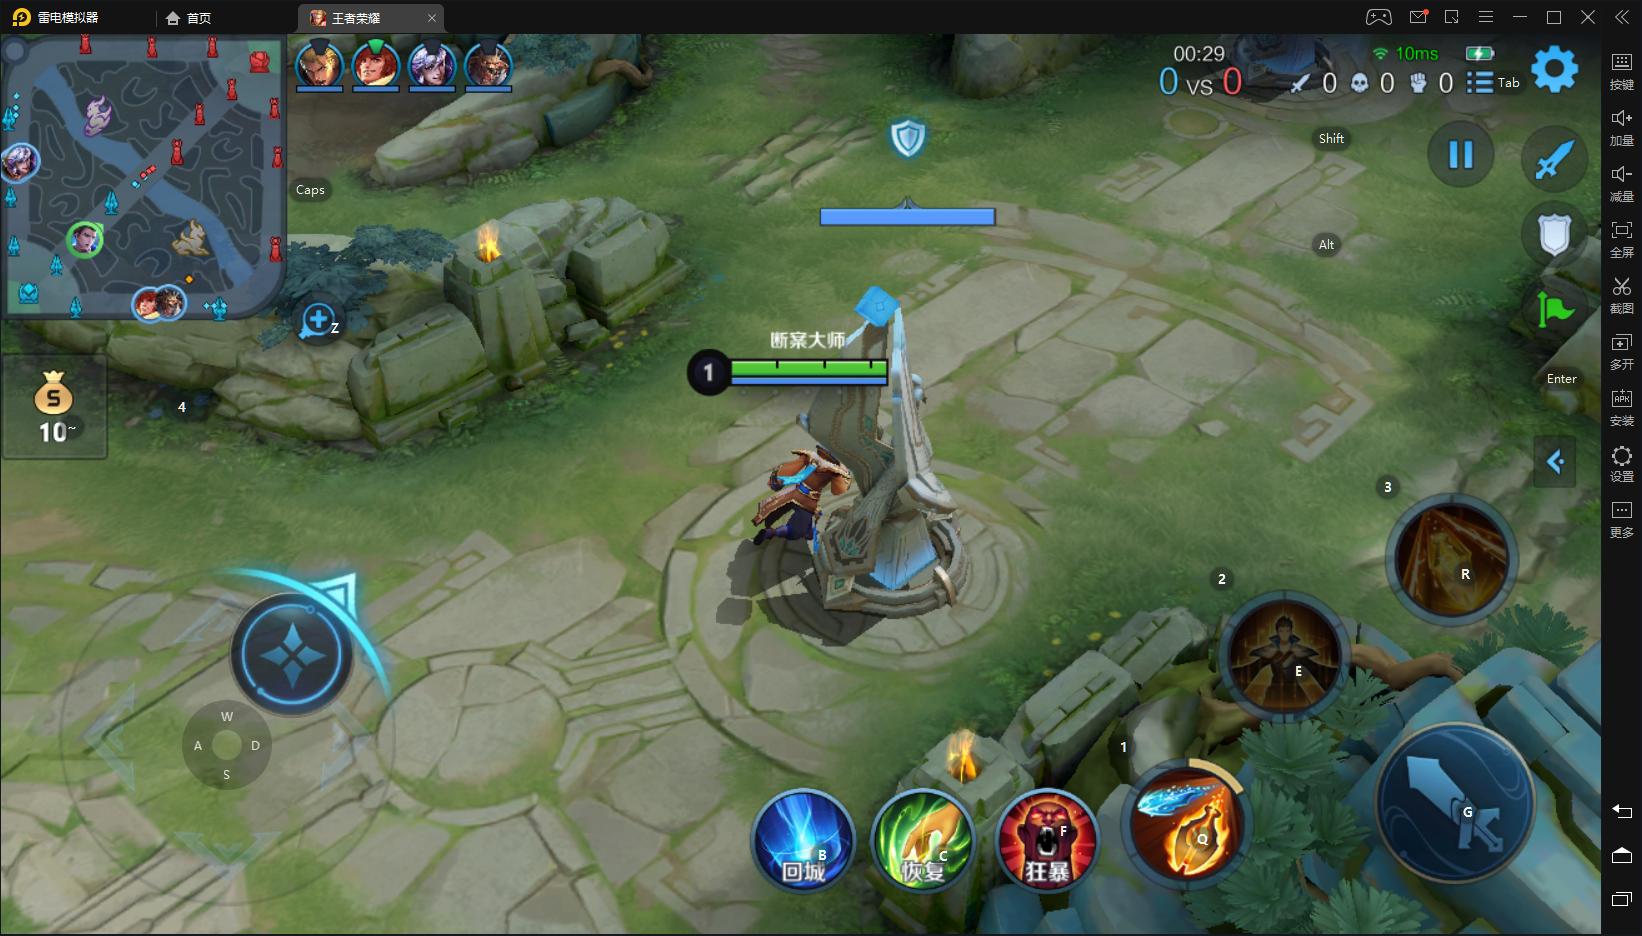 雷电模拟器
首页
王者荣耀
00:29
10ms
0 VS 0
0
0
0
Tab
Shift
Caps
Alt
Z
断案大师
1
10
~
4
Enter
3
R
2
E
W
A
D
S
1
B
回城
C
恢复
F
狂暴
Q
G
按键
加量
减量
全屏
截图
多开
APK
安装
设置
更多